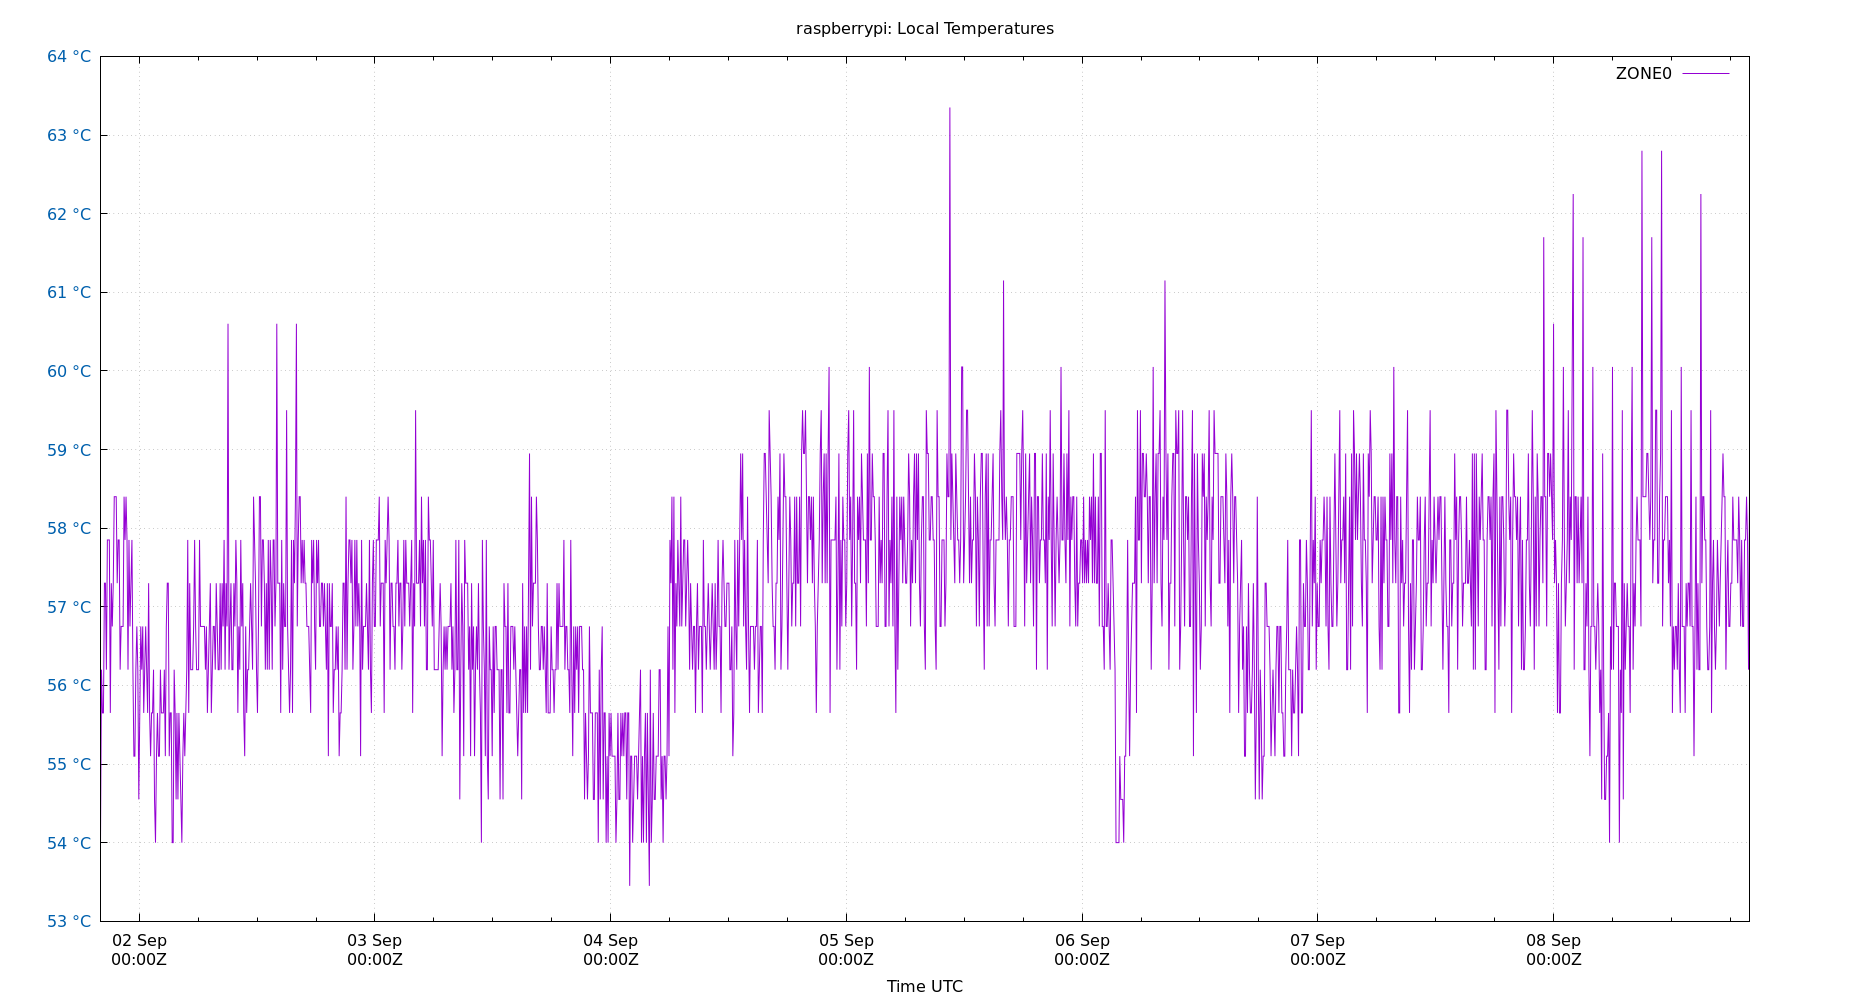 raspberrypi: Local Temperatures
64 °C
ZONE0
63 °C
62 °C
61 °C
60 °C
59 °C
58 °C
57 °C
56 °C
55 °C
54 °C
53 °C
02 Sep 03 Sep 04 Sep 05 Sep 06 Sep 07 Sep 08 Sep
00:00Z 00:00Z 00:00Z 00:00Z 00:00Z 00:00Z 00:00Z
Time UTC